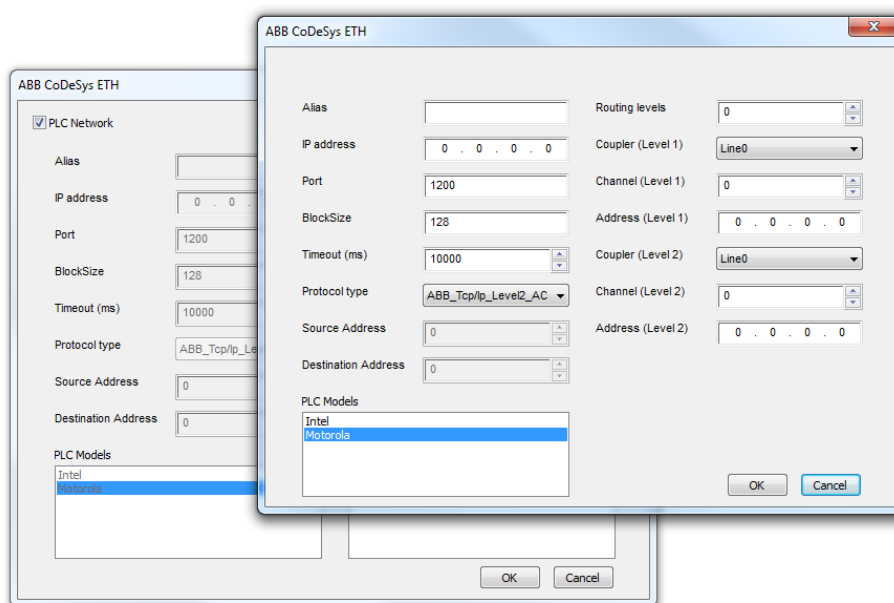 ABB CoDeSys ETH
Alias
Routing levels
0
IP address
0 . 0 . 0 . 0
Coupler (Level 1)
Line0
Port
1200
Channel (Level 1)
0
BlockSize
128
Address (Level 1)
0 . 0 . 0 . 0
Timeout (ms)
10000
Coupler (Level 2)
Line0
Protocol type
ABB_Tcp/Ip_Level2_AC
Channel (Level 2)
0
Source Address
0
Address (Level 2)
0 . 0 . 0 . 0
Destination Address
0
PLC Models
Intel
Motorola
OK
Cancel
ABB CoDeSys ETH
PLC Network
Alias
IP address
0 . 0 .
Port
1200
BlockSize
128
Timeout (ms)
10000
Protocol type
ABB_Tcp/Ip_Le
Source Address
0
Destination Address
0
PLC Models
Intel
Motorola
OK
Cancel